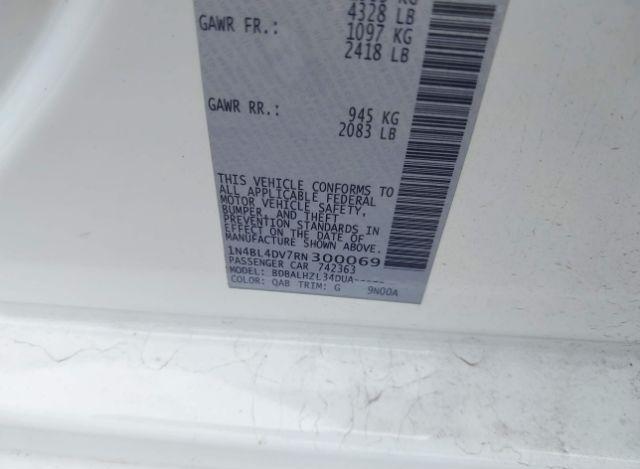 4328 LB
GAWR FR.: 1097 KG
2418 LB
GAWR RR.: 945 KG
2083 LB
THIS VEHICLE CONFORMS TO
ALL APPLICABLE FEDERAL
MOTOR VEHICLE SAFETY,
BUMPER, AND THEFT
PREVENTION STANDARDS IN
EFFECT ON THE DATE OF
MANUFACTURE SHOWN ABOVE.
1N4BL4DV7RN300069
PASSENGER CAR 742363
MODEL: BDBALHZL34DUA-----
COLOR: QAB TRIM: G 9N00A